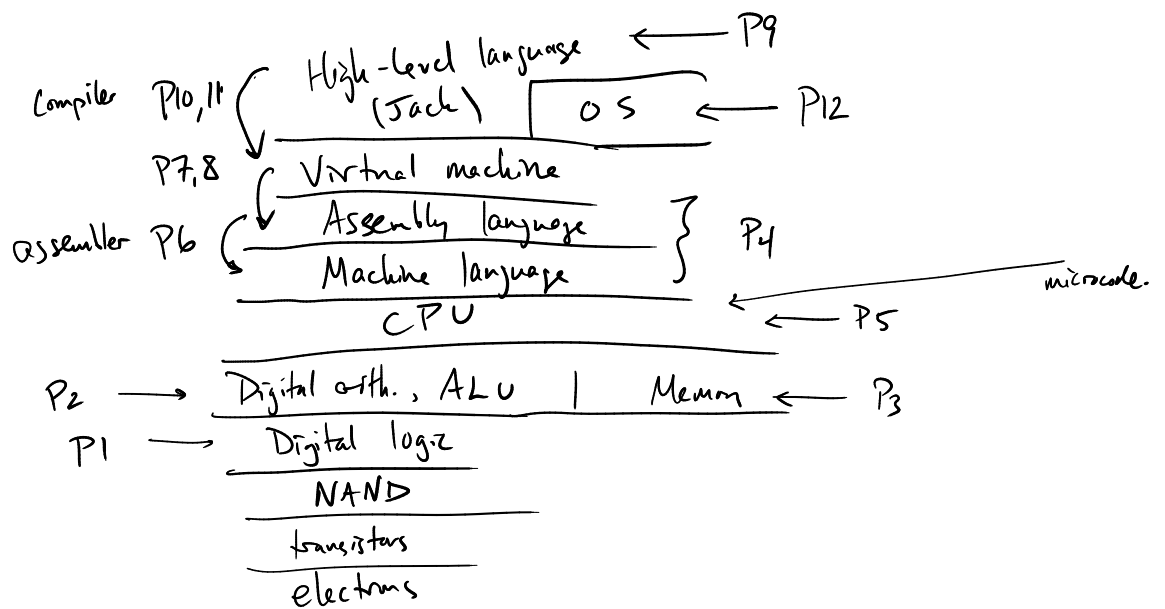 High-level language ← P9
Compiler P10,11 (Jack) OS ← P12
P7,8 Virtual machine
assembler P6 Assembly language } P4
Machine language
microcode.
CPU ← P5
P2 → Digital arith., ALU | Memory ← P3
P1 → Digital logic
NAND
transistors
electrons